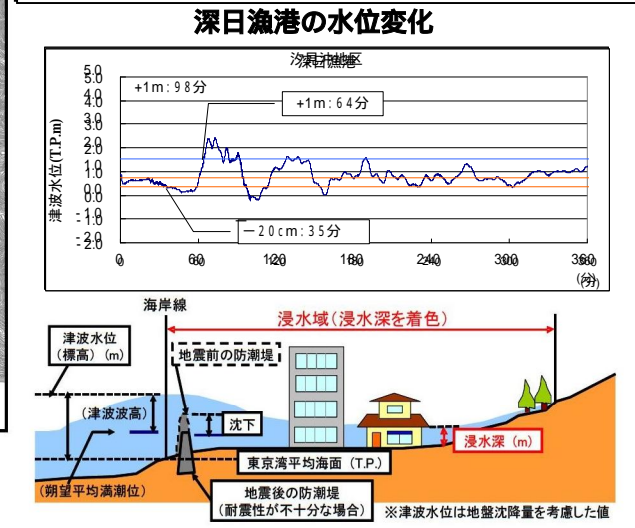 深日漁港の水位変化
深日漁港
津波水位(T.P.m)
5.0
4.0
3.0
2.0
1.0
0.0
-1.0
-2.0
+1m:98分
+1m:64分
－20cm:35分
0
60
120
180
240
300
360
(分)
海岸線
浸水域(浸水深を着色)
津波水位
(標高)(m)
地震前の防潮堤
(津波波高)
沈下
浸水深(m)
東京湾平均海面(T.P.)
(朔望平均満潮位)
地震後の防潮堤
(耐震性が不十分な場合)
※津波水位は地盤沈降量を考慮した値